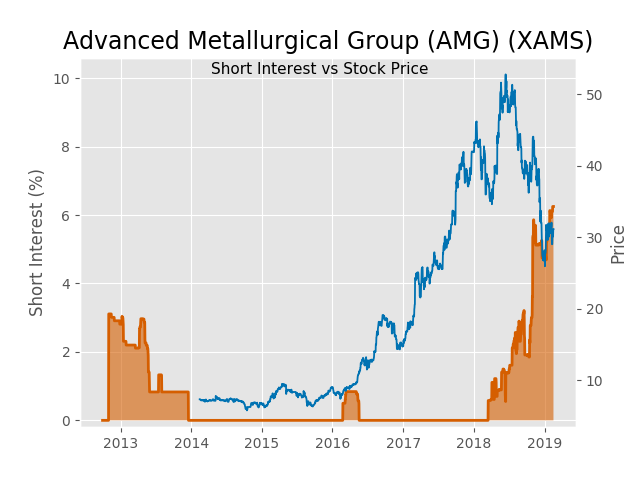 Advanced Metallurgical Group (AMG) (XAMS)
Short Interest vs Stock Price
Short Interest (%)
10
8
6
4
2
0
50
40
30
20
10
Price
2013 2014 2015 2016 2017 2018 2019